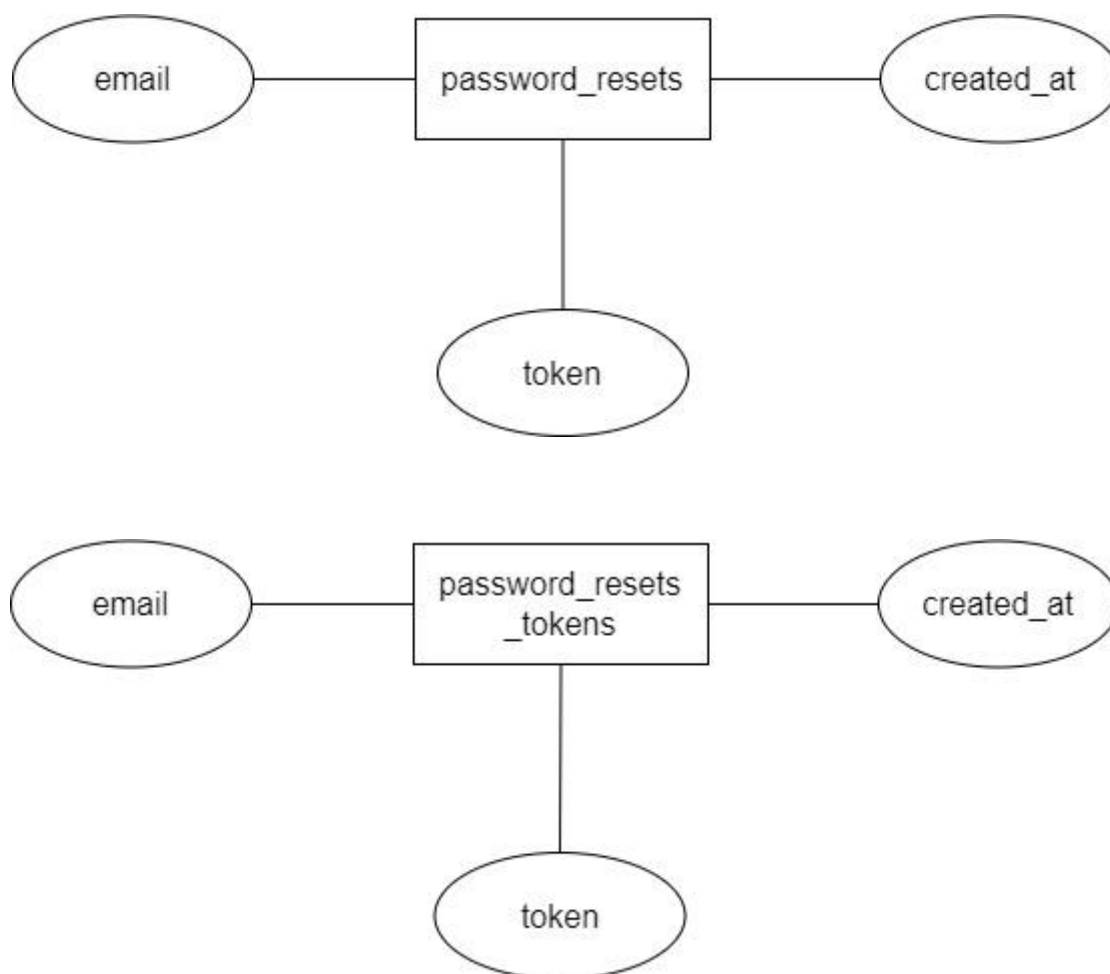 email
password_resets
created_at
token
email
password_resets
_tokens
created_at
token